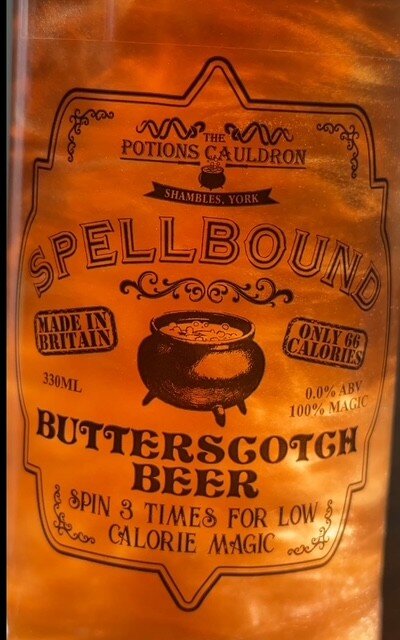 THE
POTIONS CAULDRON
SHAMBLES, YORK
SPELLBOUND
MADE IN
BRITAIN
ONLY 66
CALORIES
330ML
0.0% ABV
100% MAGIC
BUTTERSCOTCH
BEER
SPIN 3 TIMES FOR LOW
CALORIE MAGIC